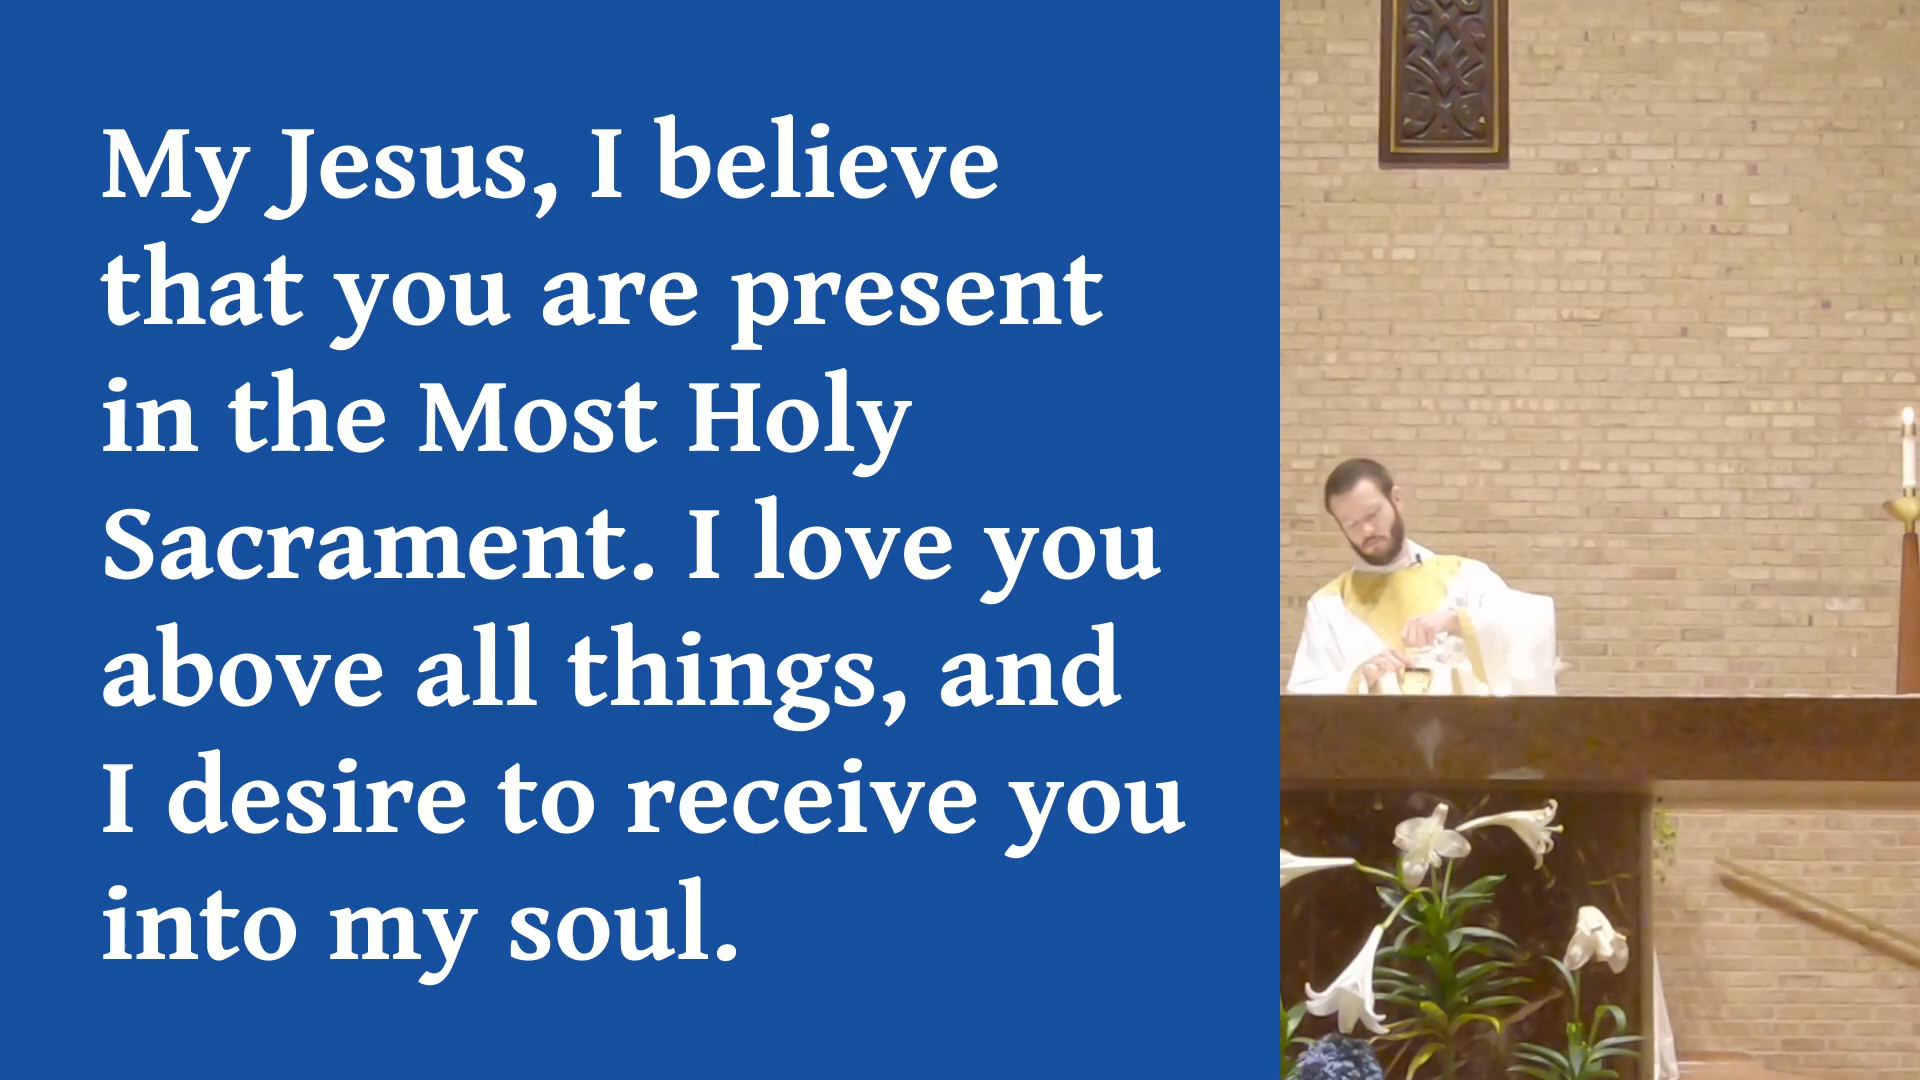 My Jesus, I believe
that you are present
in the Most Holy
Sacrament. I love you
above all things, and
I desire to receive you
into my soul.